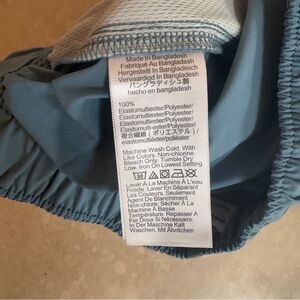 Made In Bangladesh
Fabriqué Au Bangladesh
Hergestellt In Bangladesch
Vervaardigd In Bangladesh
バングラディシュ製
hecho en bangladesh
100%
Elastomultiester/Polyester/
Elastomultiester/Polyester/
Elastomultiester/Polyester/
Elastomultiester/Polyester/
複合繊維 (ポリエステル) /
elastomultiéster/poliéster
Machine Wash Cold. With
Like Colors. Non-chlorine
Bleach Only. Tumble Dry
Low. Iron On Lowest Setting.
Laver À La Machine À L'eau
Froide. Laver En Séparant
Les Couleurs. Seulement
Agent De Blanchiment
Non-chlore. Sécher À Basse
Température. Repasser À
Fer Doux Si Nécessaire.
In Der Maschine Kalt
Waschen. Mit Ähnlichen